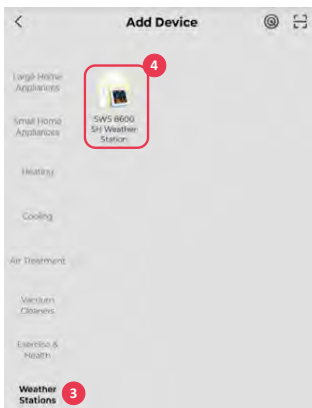 Add Device
Large Home
Appliances
Small Home
Appliances
Heating
Cooling
Air Treatment
Vacuum
Cleaners
Exercise &
Health
Weather
Stations
3
4
SWS 8600
SH Weather
Station